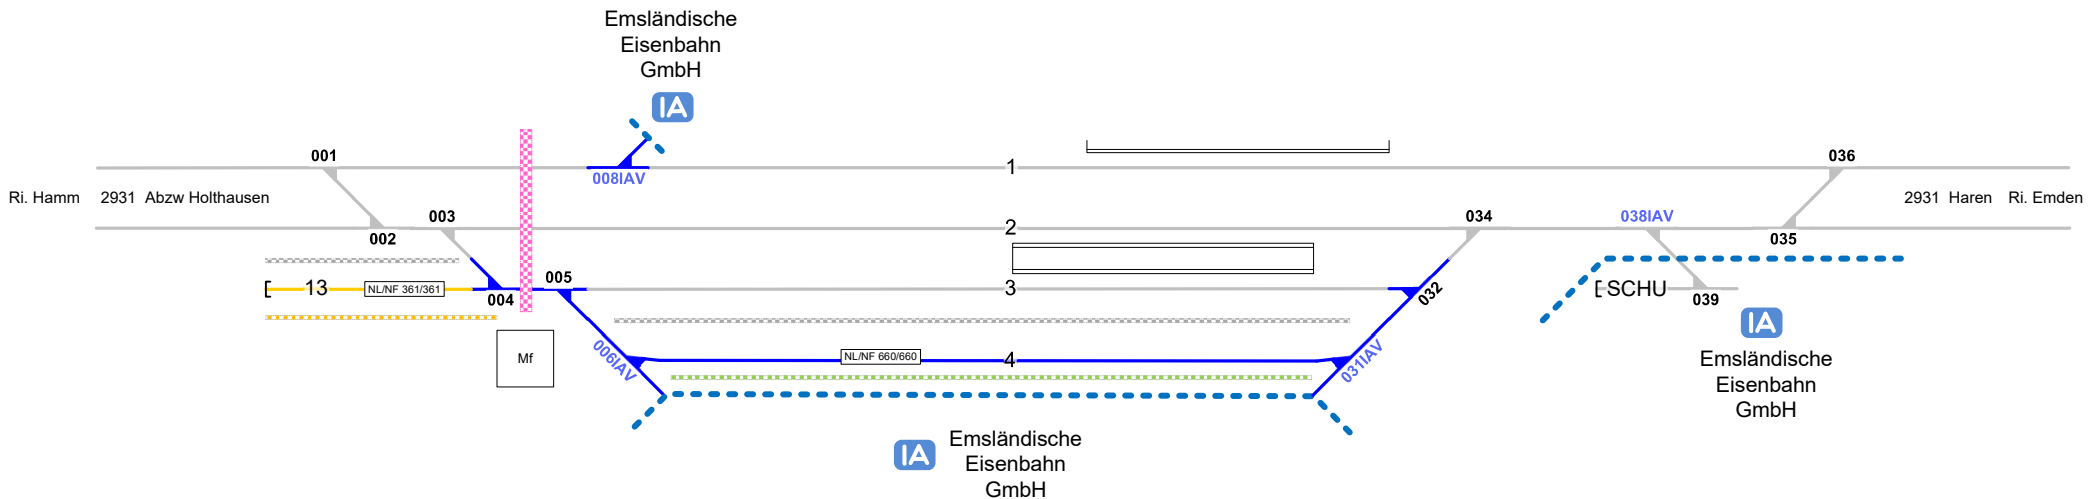 Emsländische
Eisenbahn
GmbH
IA
001
036
008IAV
1
Ri. Hamm 2931 Abzw Holthausen
2931 Haren Ri. Emden
003
034
038IAV
002
2
035
005
13
NL/NF 361/361
004
3
032
[ SCHU
039
IA
Mf
006IAV
NL/NF 660/660
4
031IAV
Emsländische
Eisenbahn
GmbH
IA
Emsländische
Eisenbahn
GmbH